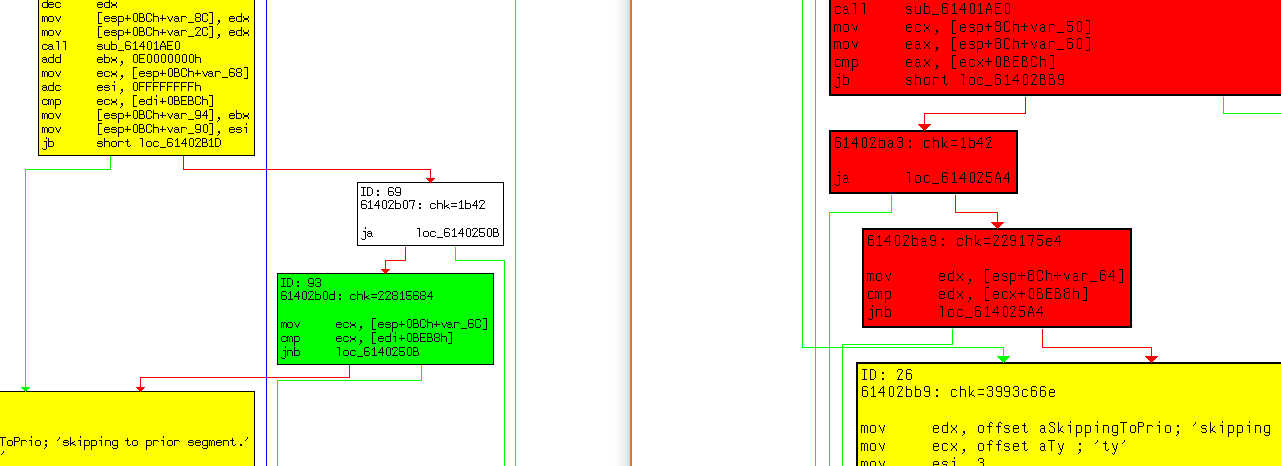 dec edx
mov [esp+0BCh+var_8C], edx
mov [esp+0BCh+var_2C], edx
call sub_61401AE0
add ebx, 0E0000000h
mov ecx, [esp+0BCh+var_68]
adc esi, 0FFFFFFFFh
cmp ecx, [edi+0BEBCh]
mov [esp+0BCh+var_94], ebx
mov [esp+0BCh+var_90], esi
jb short loc_61402B1D
ID: 69
61402b07: chk=1b42
ja loc_6140250B
ID: 93
61402b0d: chk=22815684
mov ecx, [esp+0BCh+var_6C]
cmp ecx, [edi+0BEB8h]
jnb loc_6140250B
ToPrio; 'skipping to prior segment.'
'
call sub_61401AE0
mov ecx, [esp+8Ch+var_50]
mov eax, [esp+8Ch+var_60]
cmp eax, [ecx+0BEBCh]
jb short loc_61402BB9
61402ba3: chk=1b42
ja loc_614025A4
61402ba9: chk=229175e4
mov edx, [esp+8Ch+var_64]
cmp edx, [ecx+0BEB8h]
jnb loc_614025A4
ID: 26
61402bb9: chk=3993c66e
mov edx, offset aSkippingToPrio; 'skipping
mov ecx, offset aTy ; 'ty'
mov esi, 3